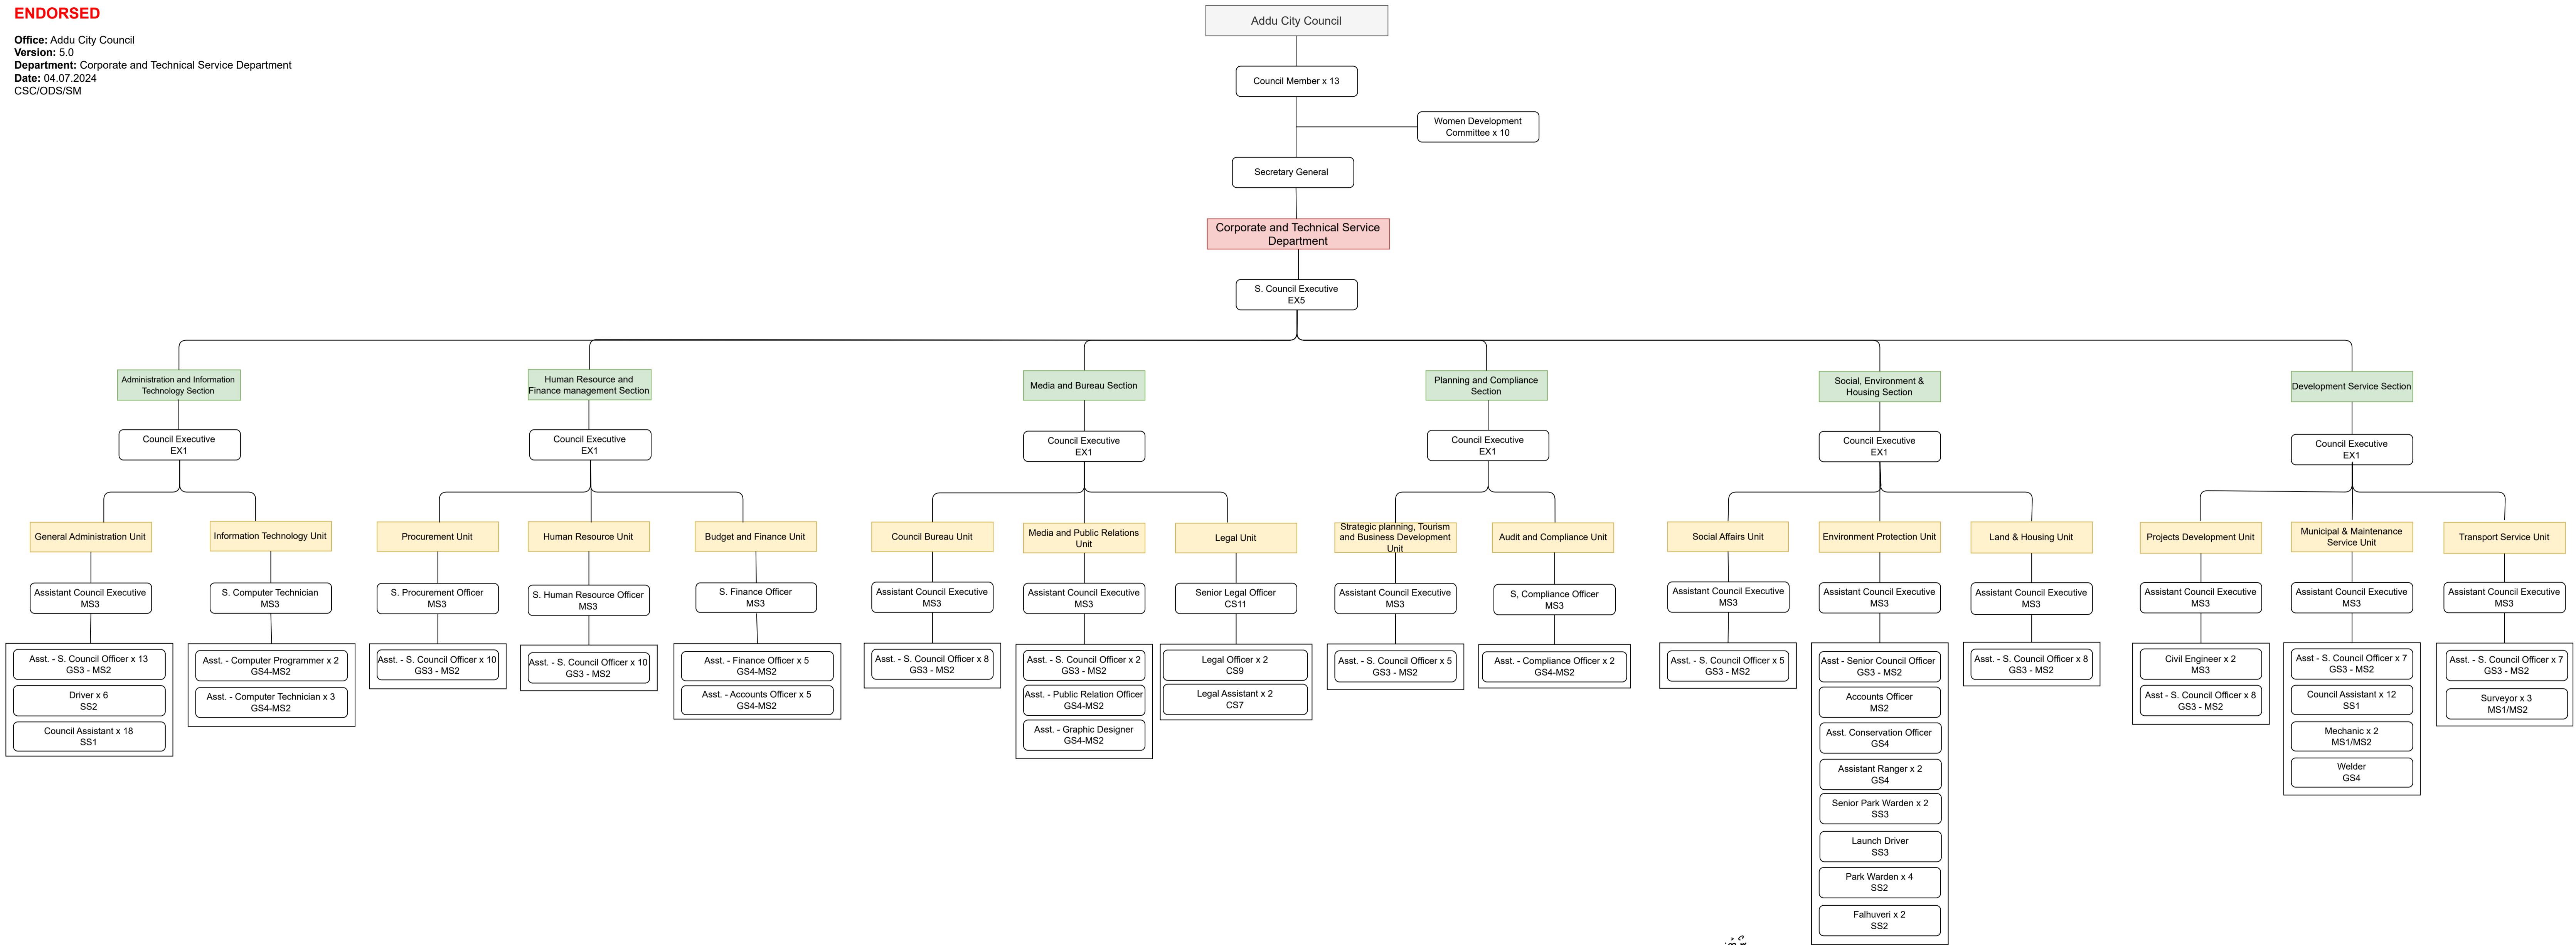 ENDORSED
Office: Addu City Council
Version: 5.0
Department: Corporate and Technical Service Department
Date: 04.07.2024
CSC/ODS/SM
Addu City Council
Council Member x 13
Women Development
Committee x 10
Secretary General
Corporate and Technical Service
Department
S. Council Executive
EX5
Administration and Information
Technology Section
Council Executive
EX1
General Administration Unit
Assistant Council Executive
MS3
Asst. - S. Council Officer x 13
GS3 - MS2
Driver x 6
SS2
Council Assistant x 18
SS1
Information Technology Unit
S. Computer Technician
MS3
Asst. - Computer Programmer x 2
GS4-MS2
Asst. - Computer Technician x 3
GS4-MS2
Human Resource and
Finance management Section
Council Executive
EX1
Procurement Unit
S. Procurement Officer
MS3
Asst. - S. Council Officer x 10
GS3 - MS2
Human Resource Unit
S. Human Resource Officer
MS3
Asst. - S. Council Officer x 10
GS3 - MS2
Budget and Finance Unit
S. Finance Officer
MS3
Asst. - Finance Officer x 5
GS4-MS2
Asst. - Accounts Officer x 5
GS4-MS2
Media and Bureau Section
Council Executive
EX1
Council Bureau Unit
Assistant Council Executive
MS3
Asst. - S. Council Officer x 8
GS3 - MS2
Media and Public Relations
Unit
Assistant Council Executive
MS3
Asst. - S. Council Officer x 2
GS3 - MS2
Asst. - Public Relation Officer
GS4-MS2
Asst. - Graphic Designer
GS4-MS2
Legal Unit
Senior Legal Officer
CS11
Legal Officer x 2
CS9
Legal Assistant x 2
CS7
Planning and Compliance
Section
Council Executive
EX1
Strategic planning, Tourism
and Business Development
Unit
Assistant Council Executive
MS3
Asst. - S. Council Officer x 5
GS3 - MS2
Audit and Compliance Unit
S, Compliance Officer
MS3
Asst. - Compliance Officer x 2
GS4-MS2
Social, Environment &
Housing Section
Council Executive
EX1
Social Affairs Unit
Assistant Council Executive
MS3
Asst. - S. Council Officer x 5
GS3 - MS2
Environment Protection Unit
Assistant Council Executive
MS3
Asst - Senior Council Officer
GS3 - MS2
Accounts Officer
MS2
Asst. Conservation Officer
GS4
Assistant Ranger x 2
GS4
Senior Park Warden x 2
SS3
Launch Driver
SS3
Park Warden x 4
SS2
Falhuveri x 2
SS2
Land & Housing Unit
Assistant Council Executive
MS3
Asst. - S. Council Officer x 8
GS3 - MS2
Development Service Section
Council Executive
EX1
Projects Development Unit
Assistant Council Executive
MS3
Civil Engineer x 2
MS3
Asst - S. Council Officer x 8
GS3 - MS2
Municipal & Maintenance
Service Unit
Assistant Council Executive
MS3
Asst - S. Council Officer x 7
GS3 - MS2
Council Assistant x 12
SS1
Mechanic x 2
MS1/MS2
Welder
GS4
Transport Service Unit
Assistant Council Executive
MS3
Asst. - S. Council Officer x 7
GS3 - MS2
Surveyor x 3
MS1/MS2